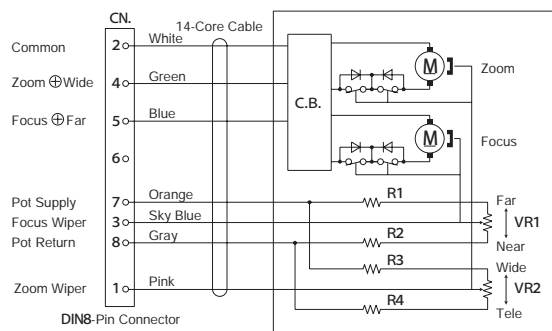 CN.
14-Core Cable
Common 2 White
Zoom ⊕Wide 4 Green
Focus ⊕Far 5 Blue
6
Pot Supply 7 Orange
Focus Wiper 3 Sky Blue
Pot Return 8 Gray
Zoom Wiper 1 Pink
DIN8-Pin Connector
C.B.
M Zoom
M Focus
R1 Far
VR1
R2 Near
R3 Wide
VR2
R4 Tele